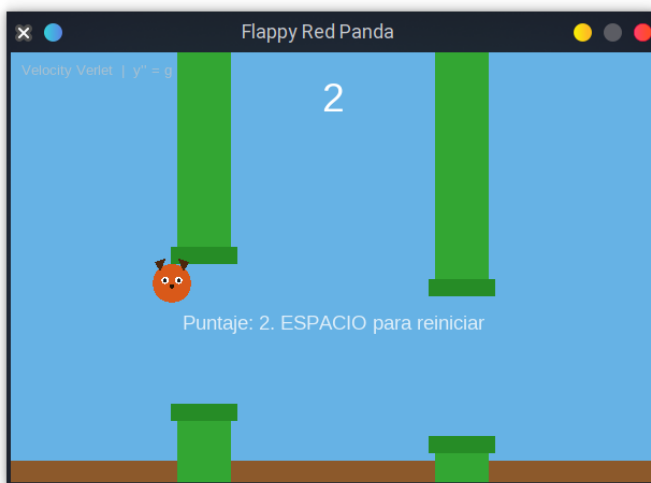 Flappy Red Panda
Velocity Verlet | y'' = g
2
Puntaje: 2. ESPACIO para reiniciar